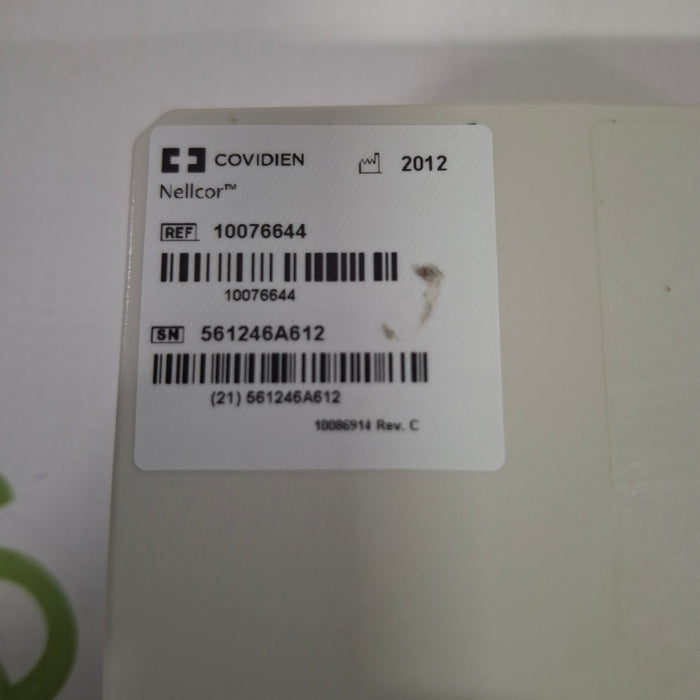 COVIDIEN
2012
Nellcor™
REF 10076644
10076644
SN 561246A612
(21) 561246A612
10086914 Rev. C